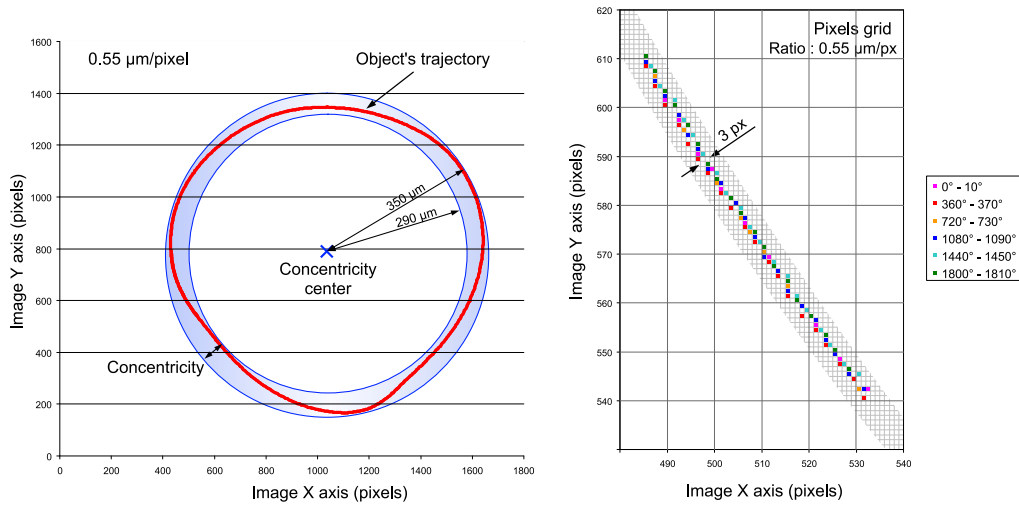 0.55 µm/pixel
Object's trajectory
350 µm
290 µm
Concentricity
center
Concentricity
Image Y axis (pixels)
1600
1400
1200
1000
800
600
400
200
0
0 200 400 600 800 1000 1200 1400 1600 1800
Image X axis (pixels)
Pixels grid
Ratio : 0.55 µm/px
3 px
Image Y axis (pixels)
620
610
600
590
580
570
560
550
540
490 500 510 520 530 540
Image X axis (pixels)
0° - 10°
360° - 370°
720° - 730°
1080° - 1090°
1440° - 1450°
1800° - 1810°